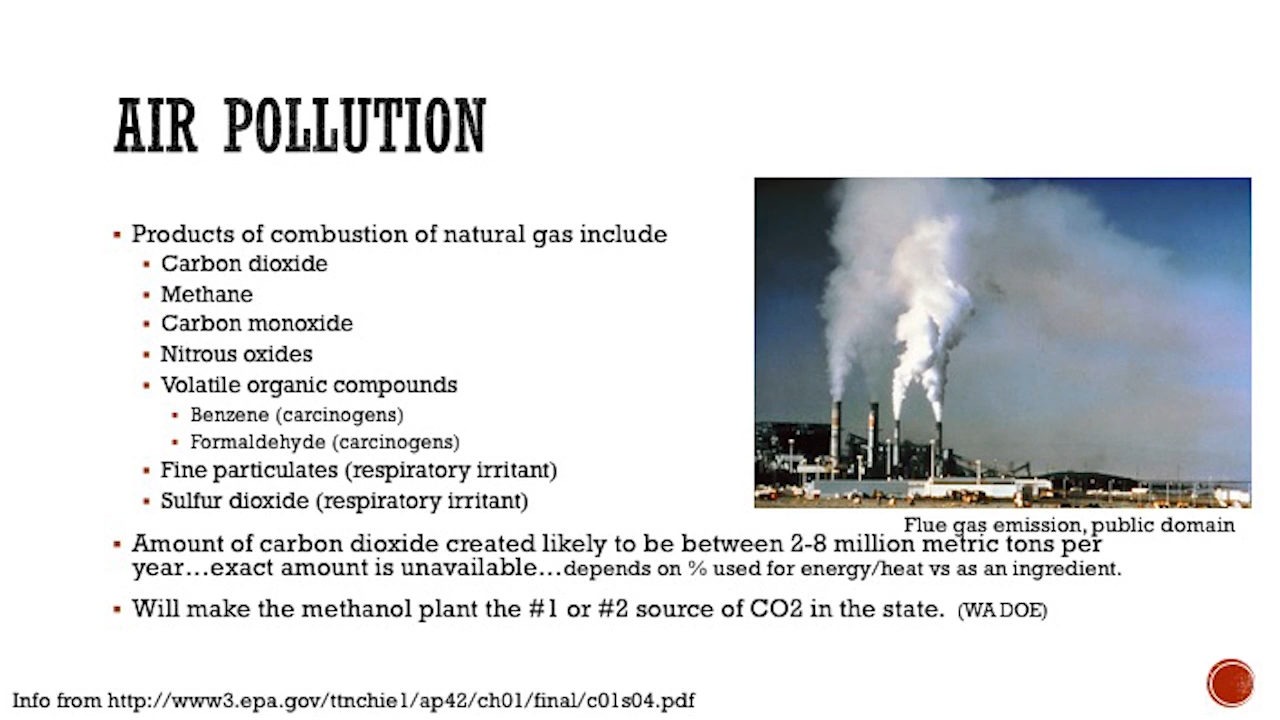 AIR POLLUTION
Products of combustion of natural gas include
Carbon dioxide
Methane
Carbon monoxide
Nitrous oxides
Volatile organic compounds
Benzene (carcinogens)
Formaldehyde (carcinogens)
Fine particulates (respiratory irritant)
Sulfur dioxide (respiratory irritant)
Flue gas emission, public domain
Amount of carbon dioxide created likely to be between 2-8 million metric tons per
year...exact amount is unavailable...depends on % used for energy/heat vs as an ingredient.
Will make the methanol plant the #1 or #2 source of CO2 in the state. (WA DOE)
Info from http://www3.epa.gov/ttnchie1/ap42/ch01/final/c01s04.pdf